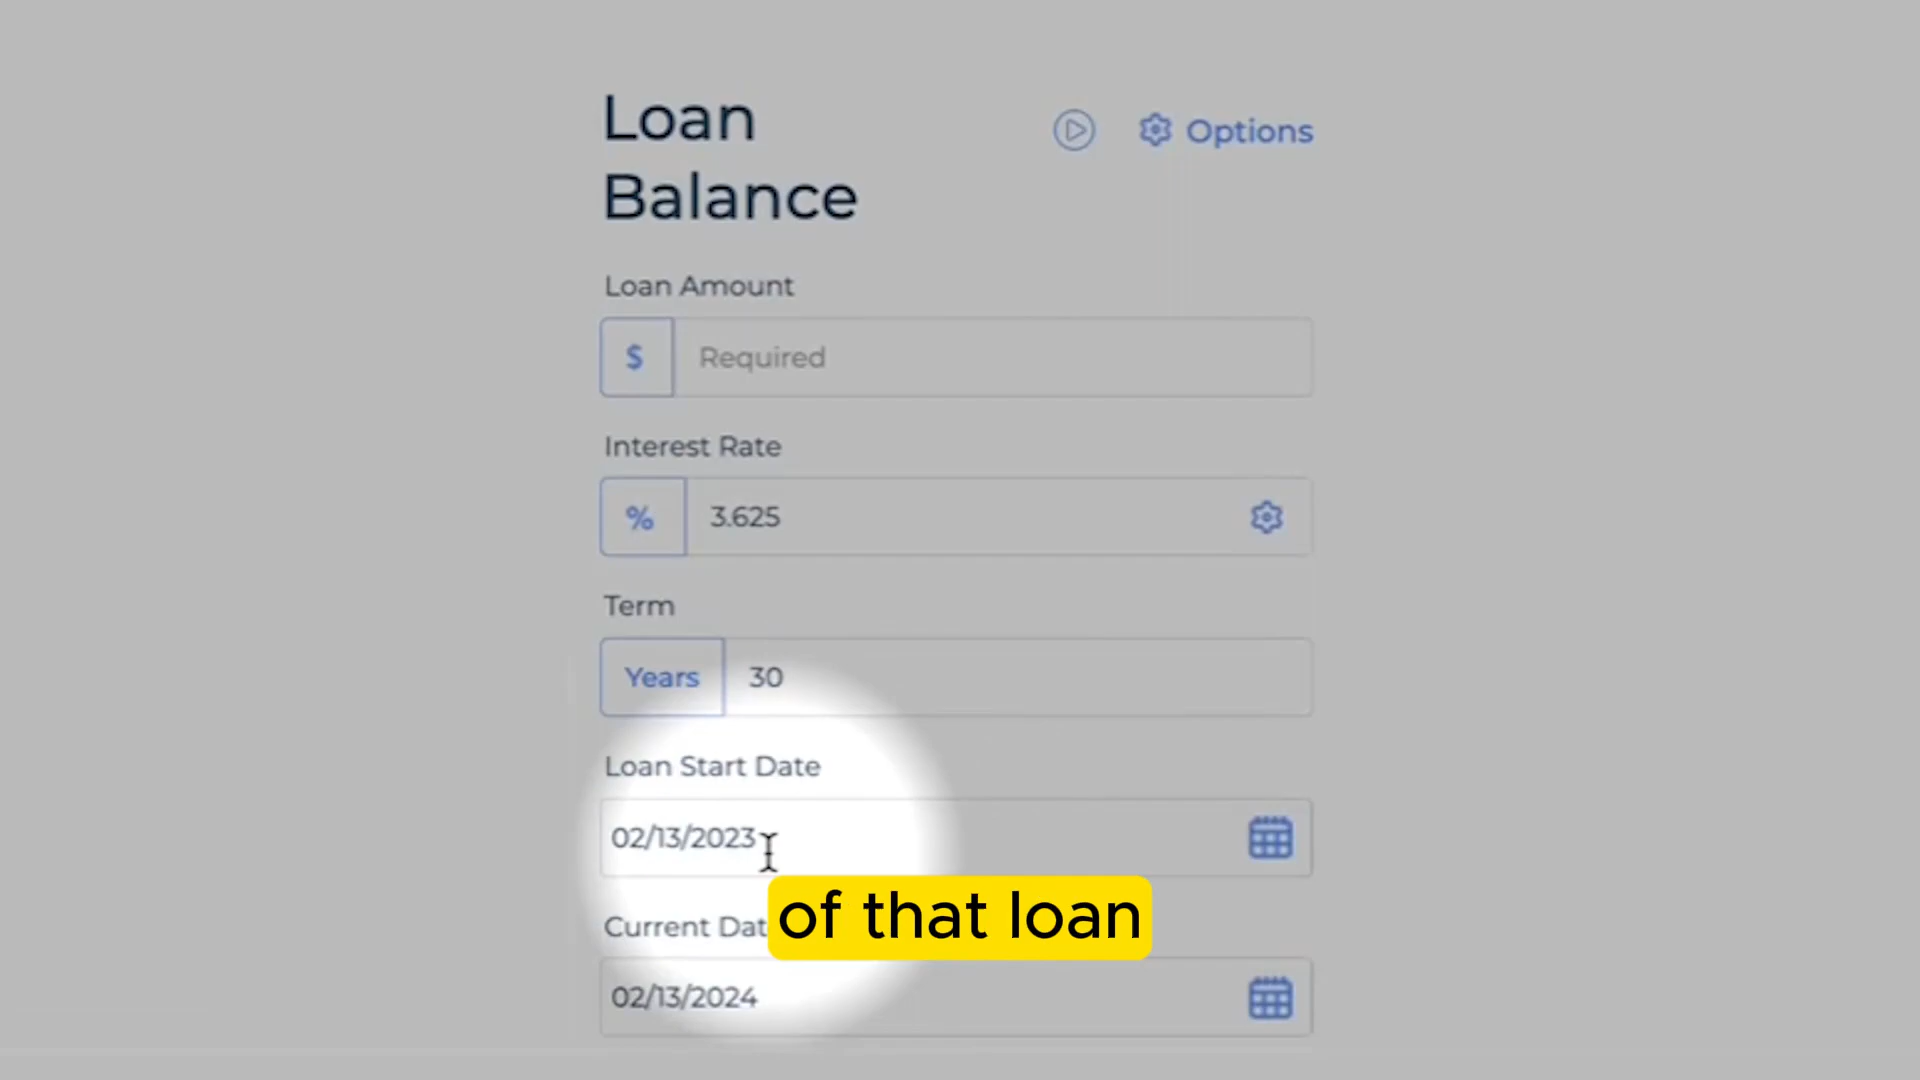 Loan
Balance
Options
Loan Amount
$ Required
Interest Rate
% 3.625
Term
Years 30
Loan Start Date
02/13/2023
Current Dat
of that loan
02/13/2024